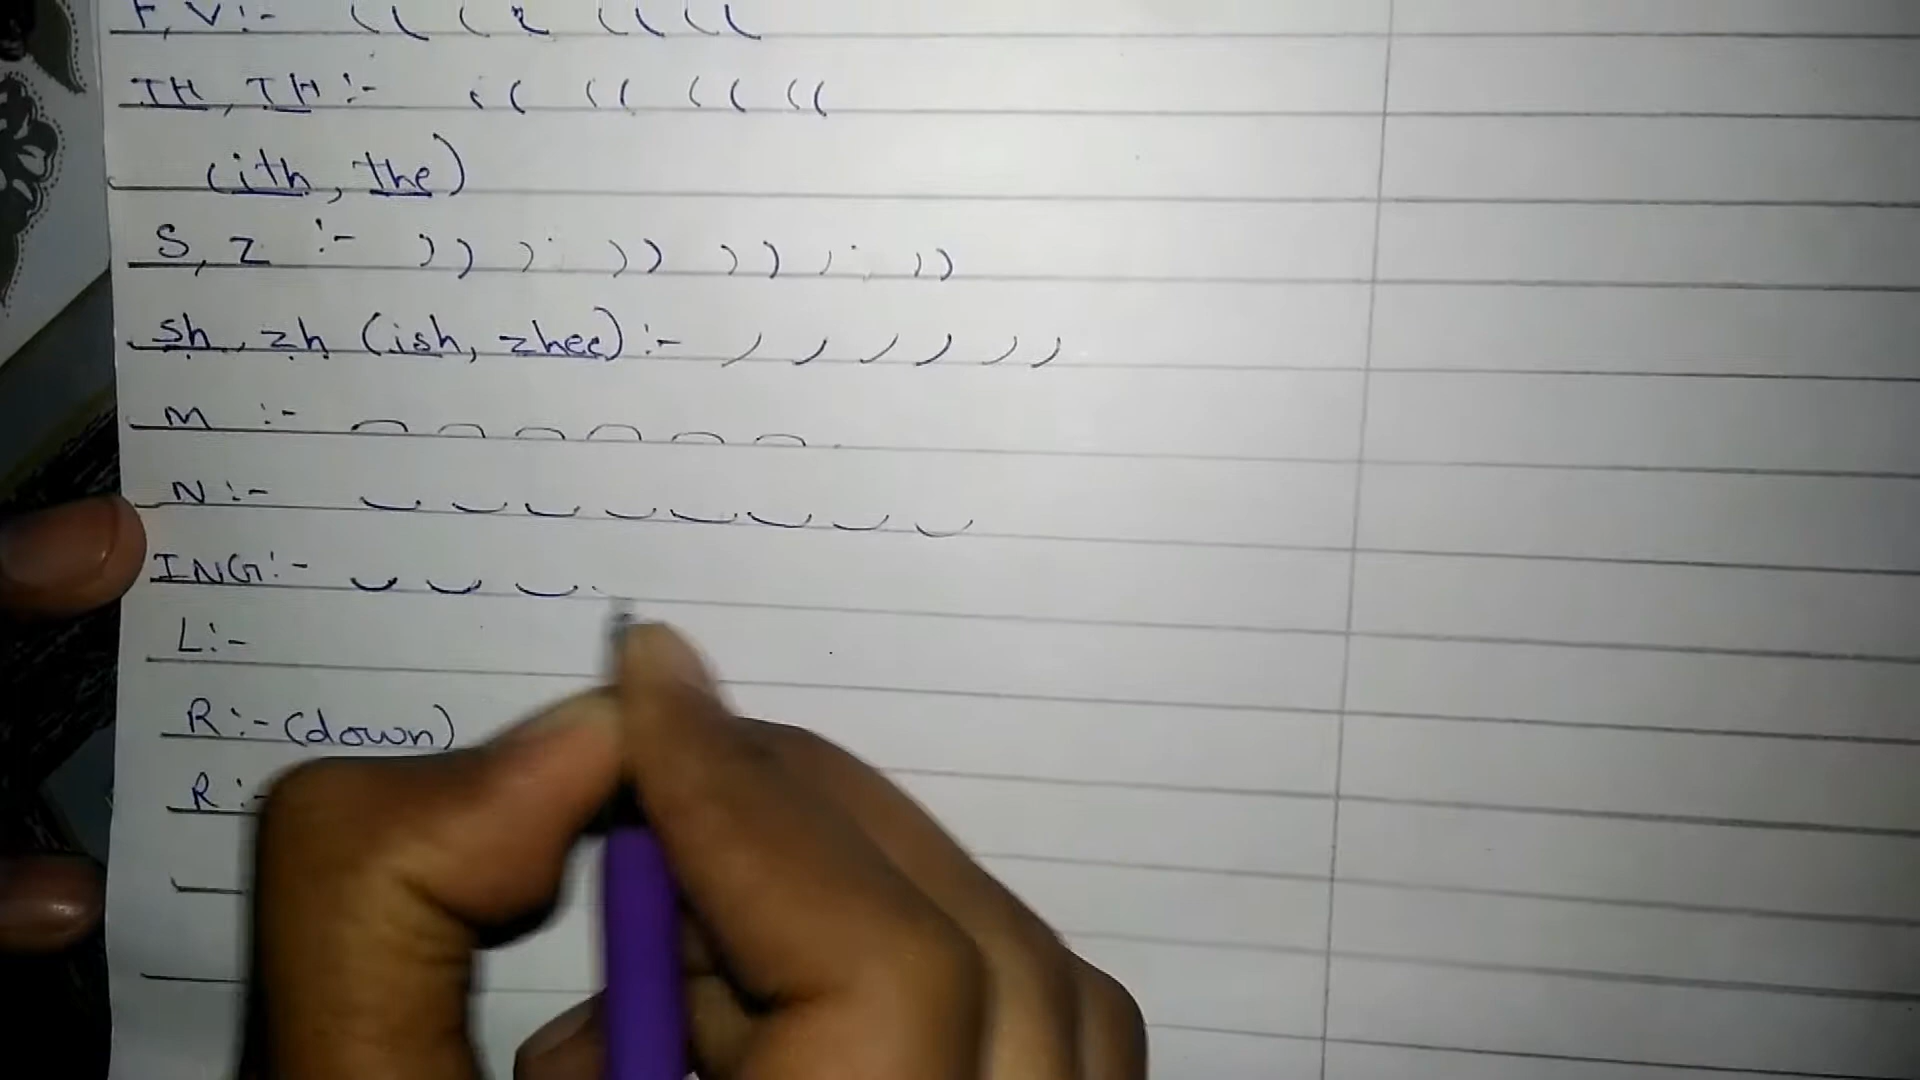 F, V :-
TH, TH :-
(ith, the)
S, Z :-
sh, zh (ish, zhee) :-
M :-
N :-
ING :-
L :-
R :- (down)
R :-